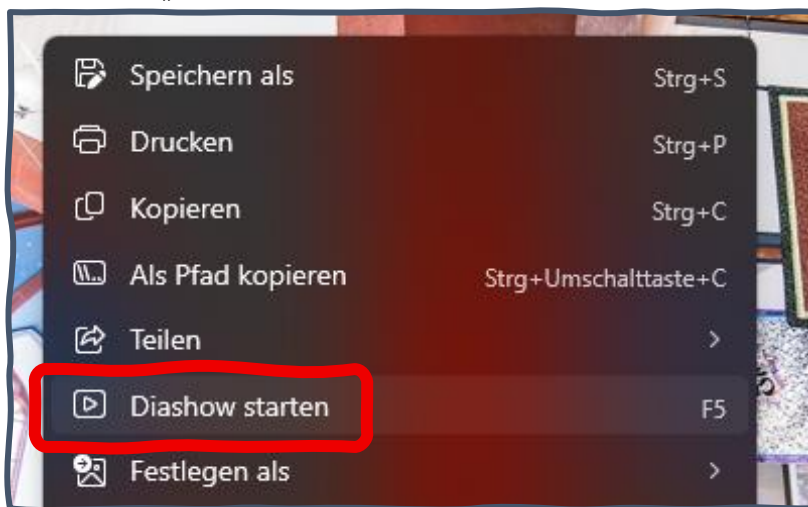 Speichern als Strg+S
Drucken Strg+P
Kopieren Strg+C
Als Pfad kopieren Strg+Umschalttaste+C
Teilen
Diashow starten F5
Festlegen als